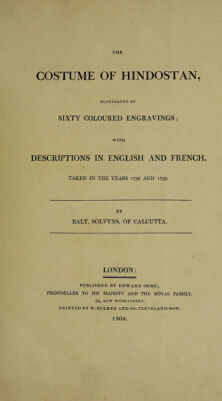 THE
COSTUME OF HINDOSTAN,
ELUCIDATED BY
SIXTY COLOURED ENGRAVINGS;
WITH
DESCRIPTIONS IN ENGLISH AND FRENCH,
TAKEN IN THE YEARS 1798 AND 1799.
BY
BALT. SOLVYNS, OF CALCUTTA.
LONDON:
PUBLISHED BY EDWARD ORME,
PRINTSELLER TO HIS MAJESTY AND THE ROYAL FAMILY,
59, NEW BOND-STREET.
PRINTED BY W. BULMER AND CO. CLEVELAND-ROW.
1804.